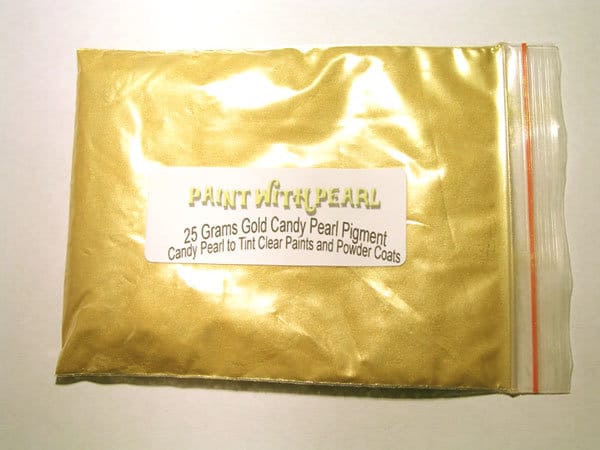 PAINT WITH PEARL
25 Grams Gold Candy Pearl Pigment
Candy Pearl to Tint Clear Paints and Powder Coats